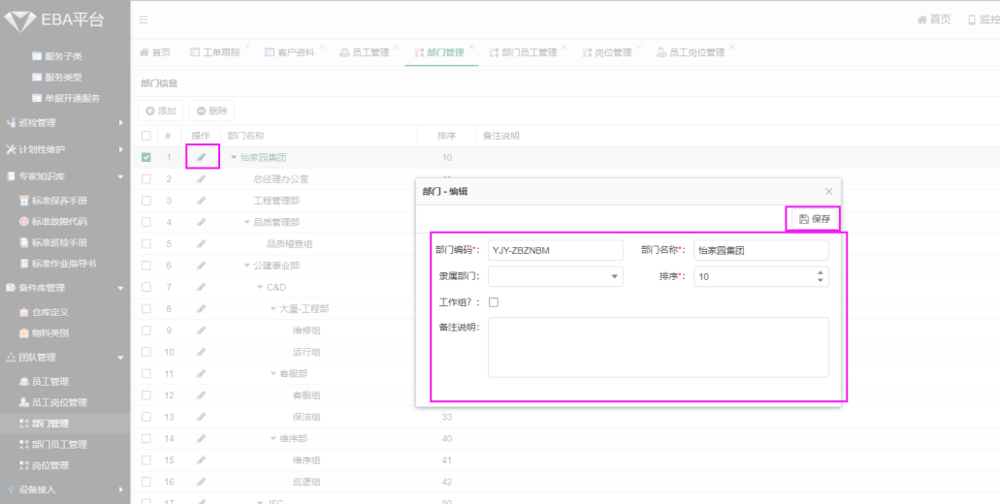 EBA平台
首页 监控
首页 工单跟踪 客户资料 员工管理 部门管理 部门员工管理 岗位管理 员工岗位管理
服务子类
服务类型
单据开通服务
巡检管理
计划性维护
专家知识库
标准保养手册
标准故障代码
标准巡检手册
标准作业指导书
备件库管理
仓库定义
物料类别
团队管理
员工管理
员工岗位管理
部门管理
部门员工管理
岗位管理
设备接入
部门信息
添加 删除
# 操作 部门名称 排序 备注说明
1 怡家园集团 10
2 总经理办公室
3 工程管理部
4 品质管理部
5 品质稽查组
6 公建事业部
7 C&D
8 大厦-工程部
9 维修组
10 运行组
11 客服部
12 客服组
13 保洁组 33
14 维序部 40
15 维序组 41
16 巡逻组 42
17 IFC 50
部门 - 编辑
保存
部门编码*: YJY-ZBZNBM 部门名称*: 怡家园集团
隶属部门: 排序*: 10
工作组?:
备注说明: